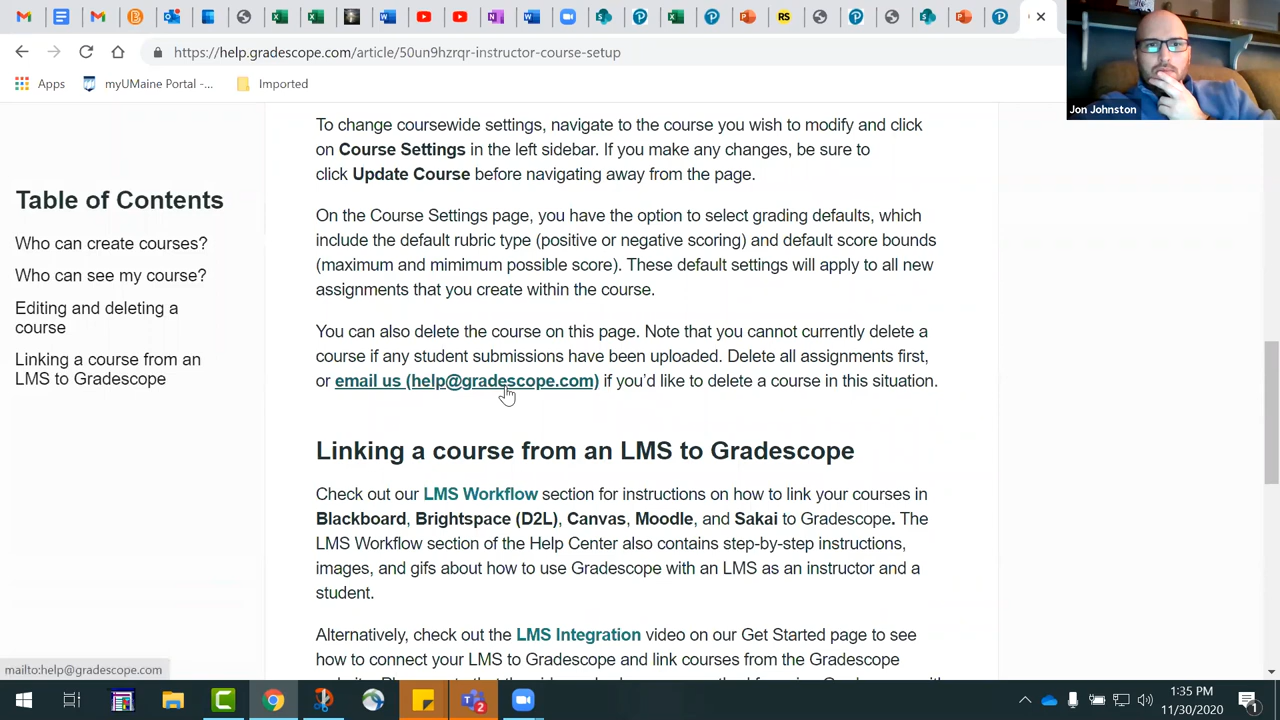 https://help.gradescope.com/article/50un9hzrqr-instructor-course-setup
Apps
myUMaine Portal -...
Imported
Jon Johnston
To change coursewide settings, navigate to the course you wish to modify and click
on Course Settings in the left sidebar. If you make any changes, be sure to
click Update Course before navigating away from the page.
Table of Contents
Who can create courses?
Who can see my course?
Editing and deleting a
course
Linking a course from an
LMS to Gradescope
On the Course Settings page, you have the option to select grading defaults, which
include the default rubric type (positive or negative scoring) and default score bounds
(maximum and mimimum possible score). These default settings will apply to all new
assignments that you create within the course.
You can also delete the course on this page. Note that you cannot currently delete a
course if any student submissions have been uploaded. Delete all assignments first,
or email us (help@gradescope.com) if you'd like to delete a course in this situation.
Linking a course from an LMS to Gradescope
Check out our LMS Workflow section for instructions on how to link your courses in
Blackboard, Brightspace (D2L), Canvas, Moodle, and Sakai to Gradescope. The
LMS Workflow section of the Help Center also contains step-by-step instructions,
images, and gifs about how to use Gradescope with an LMS as an instructor and a
student.
Alternatively, check out the LMS Integration video on our Get Started page to see
how to connect your LMS to Gradescope and link courses from the Gradescope
mailto:help@gradescope.com
1:35 PM
11/30/2020